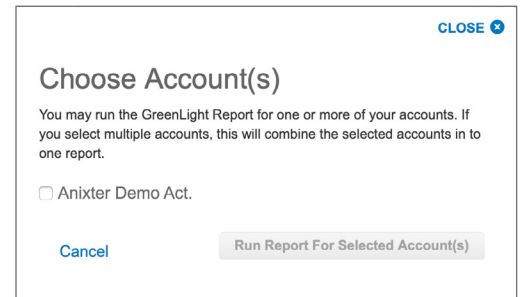 CLOSE
Choose Account(s)
You may run the GreenLight Report for one or more of your accounts. If
you select multiple accounts, this will combine the selected accounts in to
one report.
Anixter Demo Act.
Cancel
Run Report For Selected Account(s)